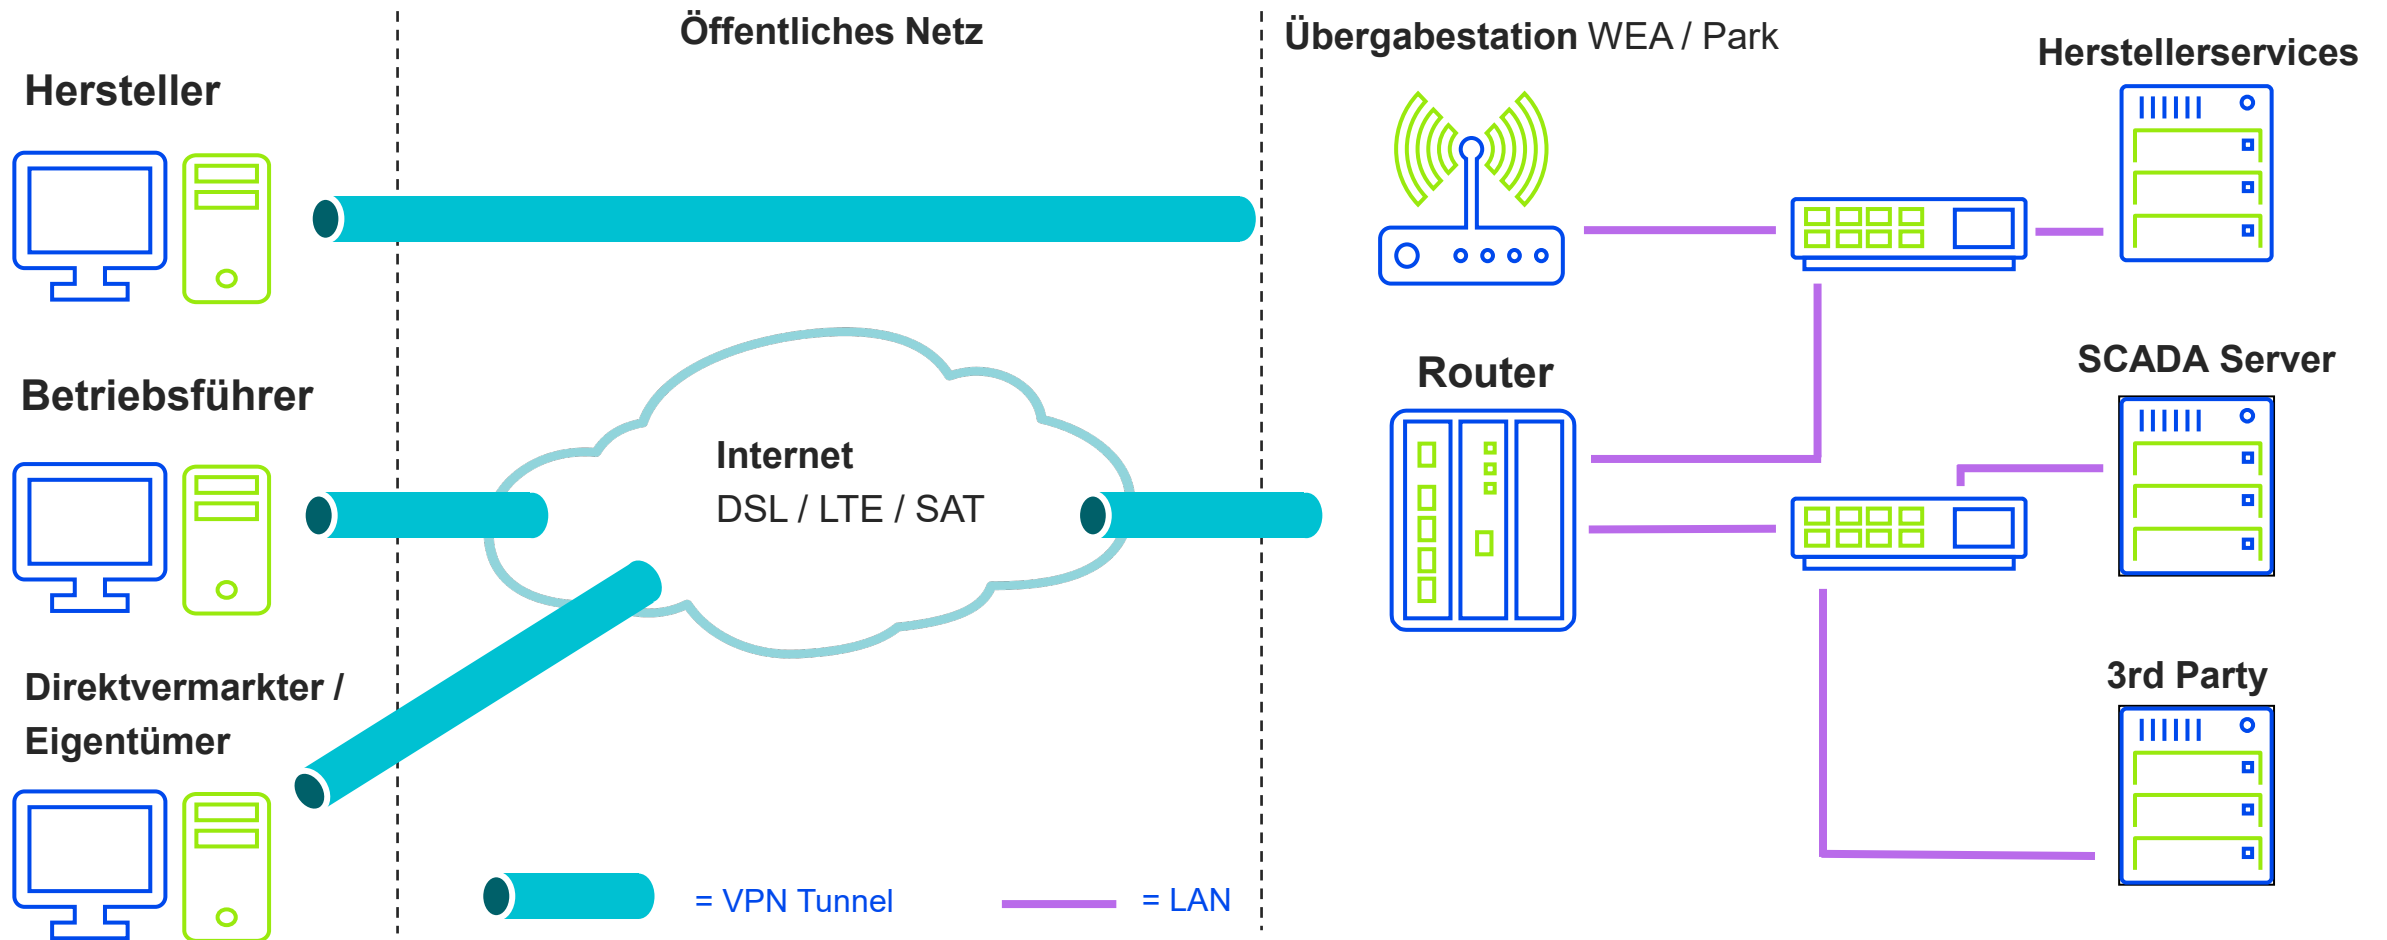 Öffentliches Netz
Übergabestation WEA / Park
Herstellerservices
Hersteller
Betriebsführer
Internet
DSL / LTE / SAT
Router
SCADA Server
Direktvermarkter /
Eigentümer
3rd Party
= VPN Tunnel
= LAN